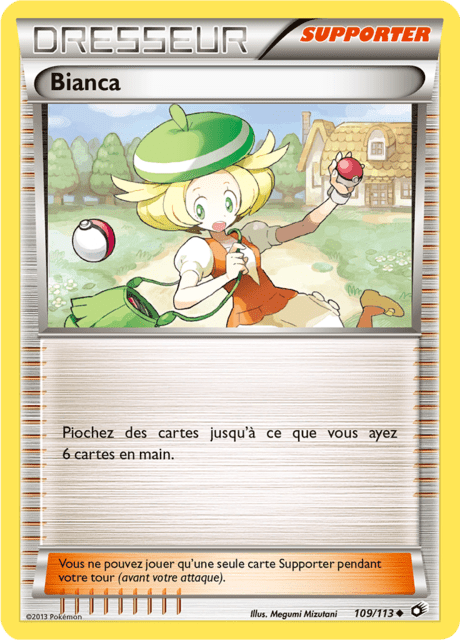 DRESSEUR
SUPPORTER
Bianca
Piochez des cartes jusqu'à ce que vous ayez
6 cartes en main.
Vous ne pouvez jouer qu'une seule carte Supporter pendant
votre tour (avant votre attaque).
©2013 Pokémon
Illus. Megumi Mizutani
109/113